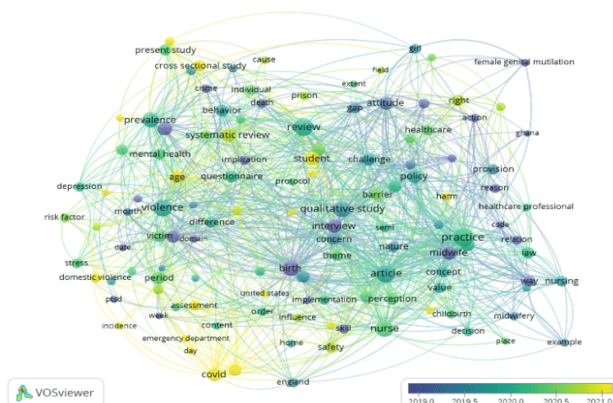 present study
girl
cause
cross sectional study
female genital mutilation
field
extent
crime
individual
prison
death
gap
attitude
right
behavior
action
prevalence
review
healthcare
ghana
systematic review
mental health
implication
student
challenge
provision
age
questionnaire
protocol
policy
depression
barrier
harm
reason
violence
month
qualitative study
healthcare professional
risk factor
difference
interview
semi
code
victim
domain
concern
practice
relation
date
nature
midwife
law
theme
stress
birth
article
concept
domestic violence
period
value
way
nursing
united states
ppd
implementation
perception
assessment
order
influence
childbirth
midwifery
week
incidence
content
skill
nurse
decision
emergency department
home
safety
place
example
day
covid
england
VOSviewer
2019.0 2019.5 2020.0 2020.5 2021.0